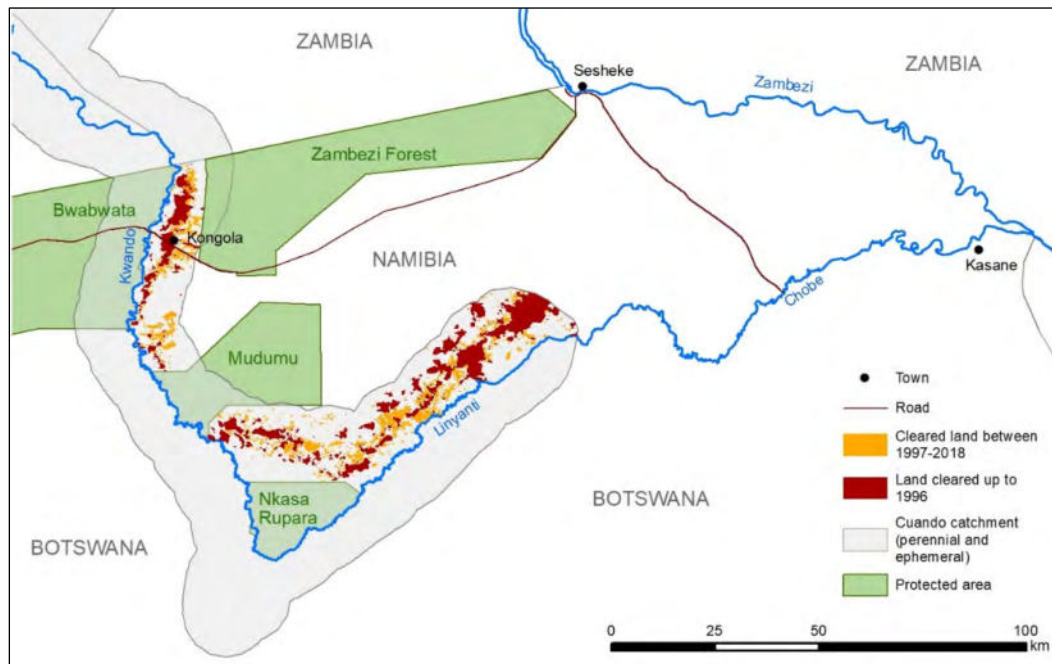 ZAMBIA
ZAMBIA
Sesheke
Zambezi
Zambezi Forest
Bwabwata
Kongola
Kwando
NAMIBIA
Kasane
Chobe
Mudumu
Linyanti
Nkasa
Rupara
BOTSWANA
BOTSWANA
Town
Road
Cleared land between
1997-2018
Land cleared up to
1996
Cuando catchment
(perennial and
ephemeral)
Protected area
0 25 50 100
km